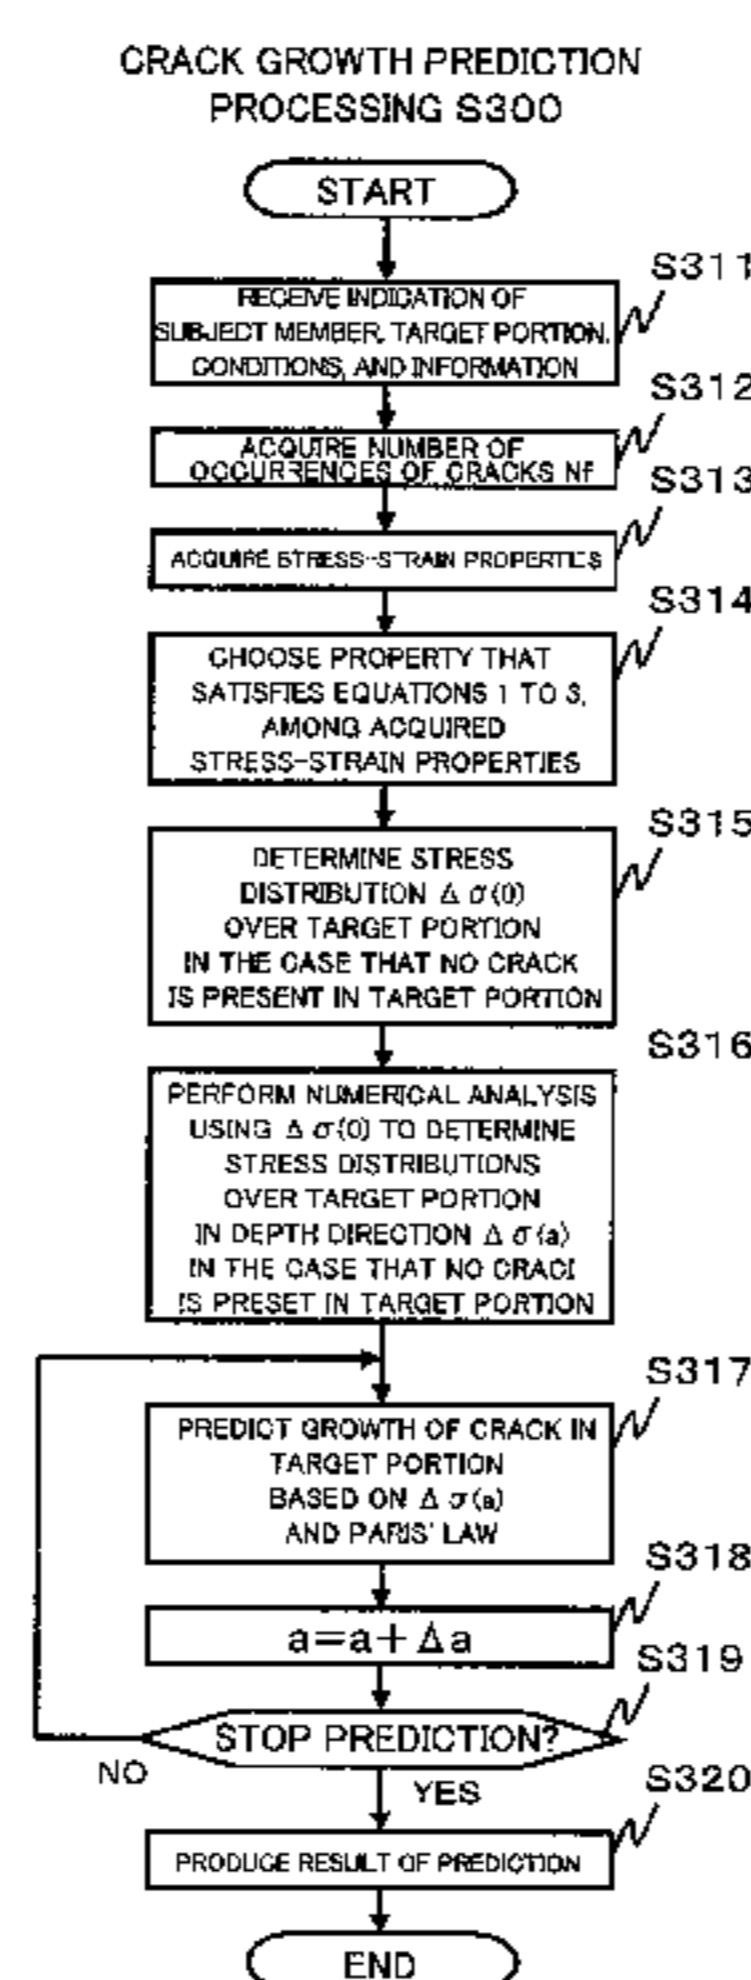 CRACK GROWTH PREDICTION
PROCESSING S300
START
S311
RECEIVE INDICATION OF
SUBJECT MEMBER, TARGET PORTION,
CONDITIONS, AND INFORMATION
S312
ACQUIRE NUMBER OF
OCCURRENCES OF CRACKS Nf
S313
ACQUIRE STRESS-STRAIN PROPERTIES
S314
CHOOSE PROPERTY THAT
SATISFIES EQUATIONS 1 TO 3,
AMONG ACQUIRED
STRESS-STRAIN PROPERTIES
S315
DETERMINE STRESS
DISTRIBUTION Δ σ(0)
OVER TARGET PORTION
IN THE CASE THAT NO CRACK
IS PRESENT IN TARGET PORTION
S316
PERFORM NUMERICAL ANALYSIS
USING Δ σ(0) TO DETERMINE
STRESS DISTRIBUTIONS
OVER TARGET PORTION
IN DEPTH DIRECTION Δ σ(a)
IN THE CASE THAT NO CRACK
IS PRESET IN TARGET PORTION
S317
PREDICT GROWTH OF CRACK IN
TARGET PORTION
BASED ON Δ σ(a)
AND PARIS' LAW
S318
a=a+Δa
S319
STOP PREDICTION?
NO
YES
S320
PRODUCE RESULT OF PREDICTION
END